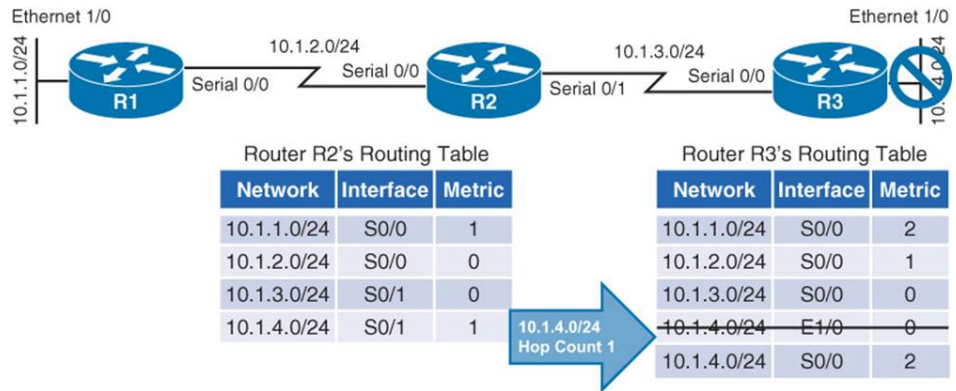 Ethernet 1/0
Ethernet 1/0
10.1.1.0/24
10.1.2.0/24
10.1.3.0/24
10.1.4.0/24
Serial 0/0
Serial 0/0
Serial 0/1
Serial 0/0
R1
R2
R3
Router R2's Routing Table
Network Interface Metric
10.1.1.0/24 S0/0 1
10.1.2.0/24 S0/0 0
10.1.3.0/24 S0/1 0
10.1.4.0/24 S0/1 1
10.1.4.0/24
Hop Count 1
Router R3's Routing Table
Network Interface Metric
10.1.1.0/24 S0/0 2
10.1.2.0/24 S0/0 1
10.1.3.0/24 S0/0 0
10.1.4.0/24 E1/0 0
10.1.4.0/24 S0/0 2